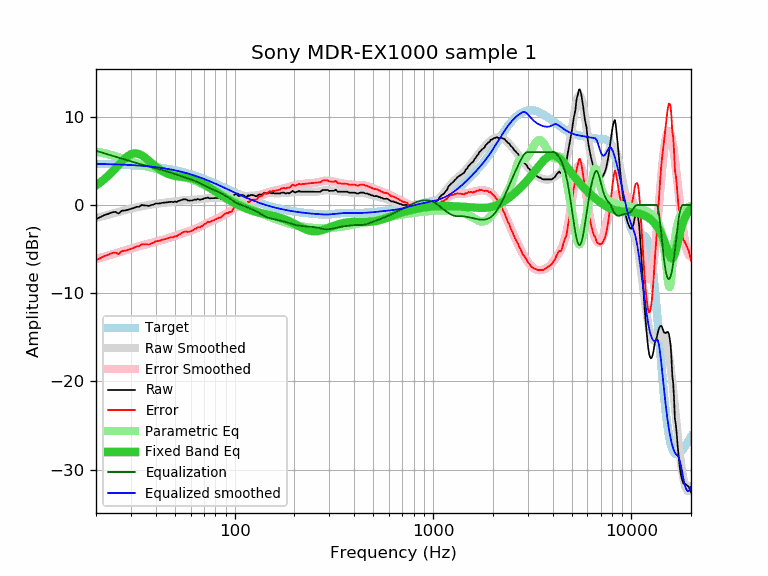 Sony MDR-EX1000 sample 1
Amplitude (dBr)
10
0
−10
−20
−30
Target
Raw Smoothed
Error Smoothed
Raw
Error
Parametric Eq
Fixed Band Eq
Equalization
Equalized smoothed
100 1000 10000
Frequency (Hz)